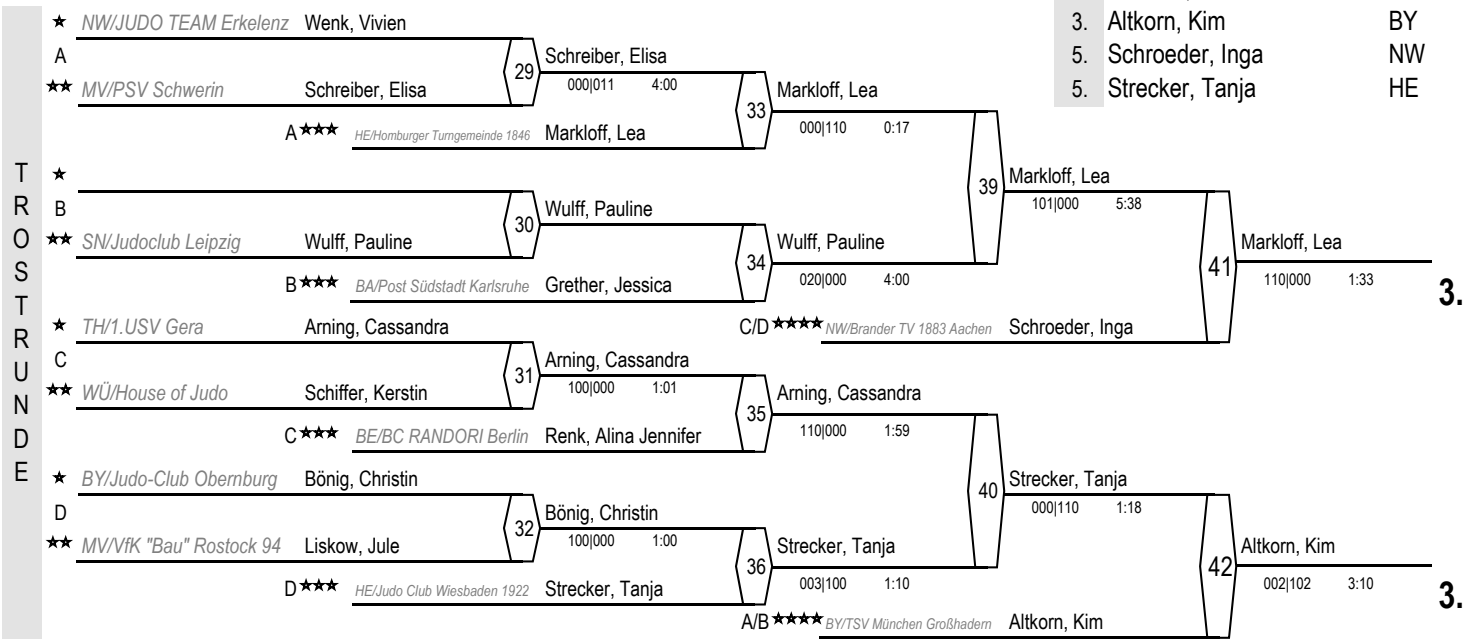 3. Altkorn, Kim BY
5. Schroeder, Inga NW
5. Strecker, Tanja HE
TROSTRUNDE
★ NW/JUDO TEAM Erkelenz Wenk, Vivien
A
★★ MV/PSV Schwerin Schreiber, Elisa
29
Schreiber, Elisa
000|011 4:00
A★★★ HE/Homburger Turngemeinde 1846 Markloff, Lea
33
Markloff, Lea
000|110 0:17
★
B
★★ SN/Judoclub Leipzig Wulff, Pauline
30
Wulff, Pauline
B★★★ BA/Post Südstadt Karlsruhe Grether, Jessica
34
Wulff, Pauline
020|000 4:00
39
Markloff, Lea
101|000 5:38
C/D★★★★ NW/Brander TV 1883 Aachen Schroeder, Inga
41
Markloff, Lea
110|000 1:33
3.
★ TH/1.USV Gera Arning, Cassandra
C
★★ WÜ/House of Judo Schiffer, Kerstin
31
Arning, Cassandra
100|000 1:01
C★★★ BE/BC RANDORI Berlin Renk, Alina Jennifer
35
Arning, Cassandra
110|000 1:59
★ BY/Judo-Club Obernburg Bönig, Christin
D
★★ MV/VfK "Bau" Rostock 94 Liskow, Jule
32
Bönig, Christin
100|000 1:00
D★★★ HE/Judo Club Wiesbaden 1922 Strecker, Tanja
36
Strecker, Tanja
003|100 1:10
40
Strecker, Tanja
000|110 1:18
A/B★★★★ BY/TSV München Großhadern Altkorn, Kim
42
Altkorn, Kim
002|102 3:10
3.